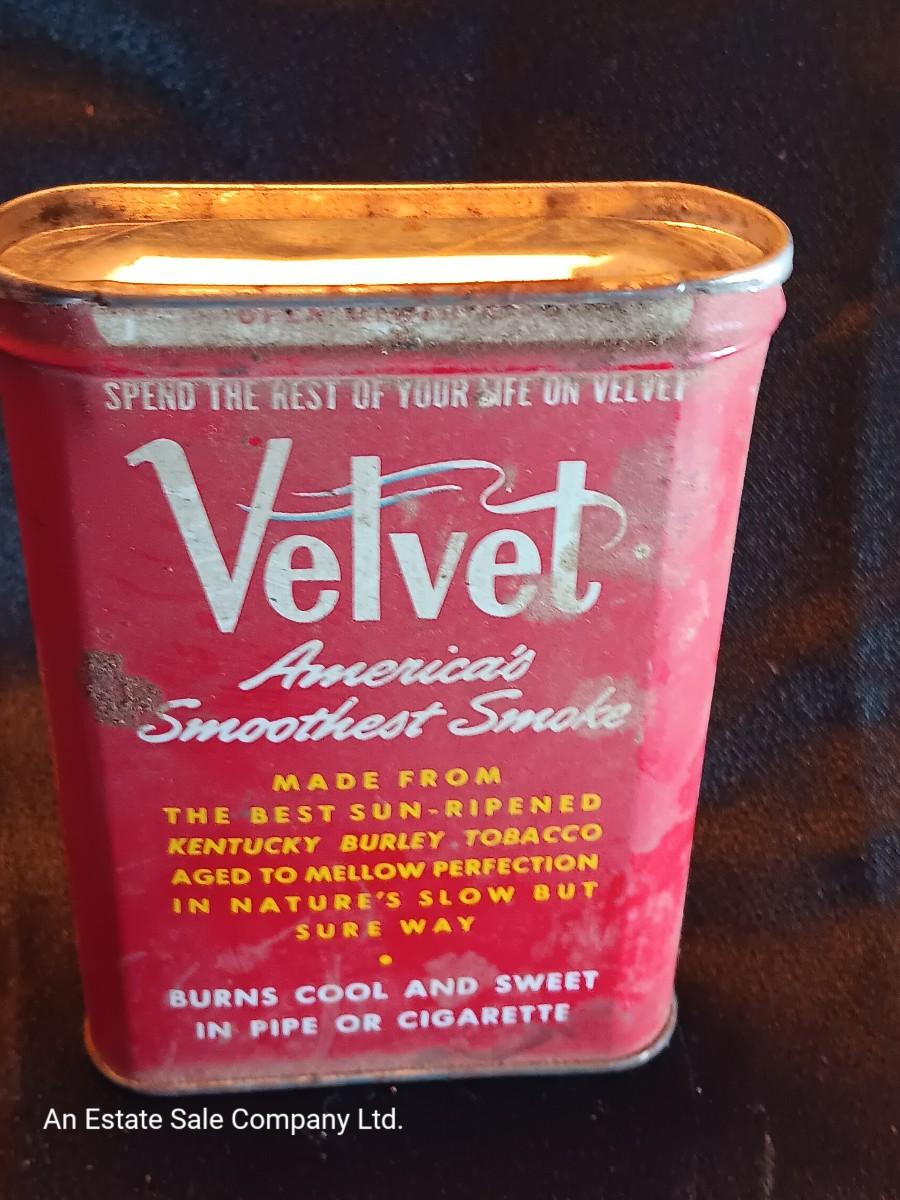 OPEN
SPEND THE REST OF YOUR LIFE ON VELVET
Velvet
America's
Smoothest Smoke
MADE FROM
THE BEST SUN-RIPENED
KENTUCKY BURLEY TOBACCO
AGED TO MELLOW PERFECTION
IN NATURE'S SLOW BUT
SURE WAY
BURNS COOL AND SWEET
IN PIPE OR CIGARETTE
An Estate Sale Company Ltd.